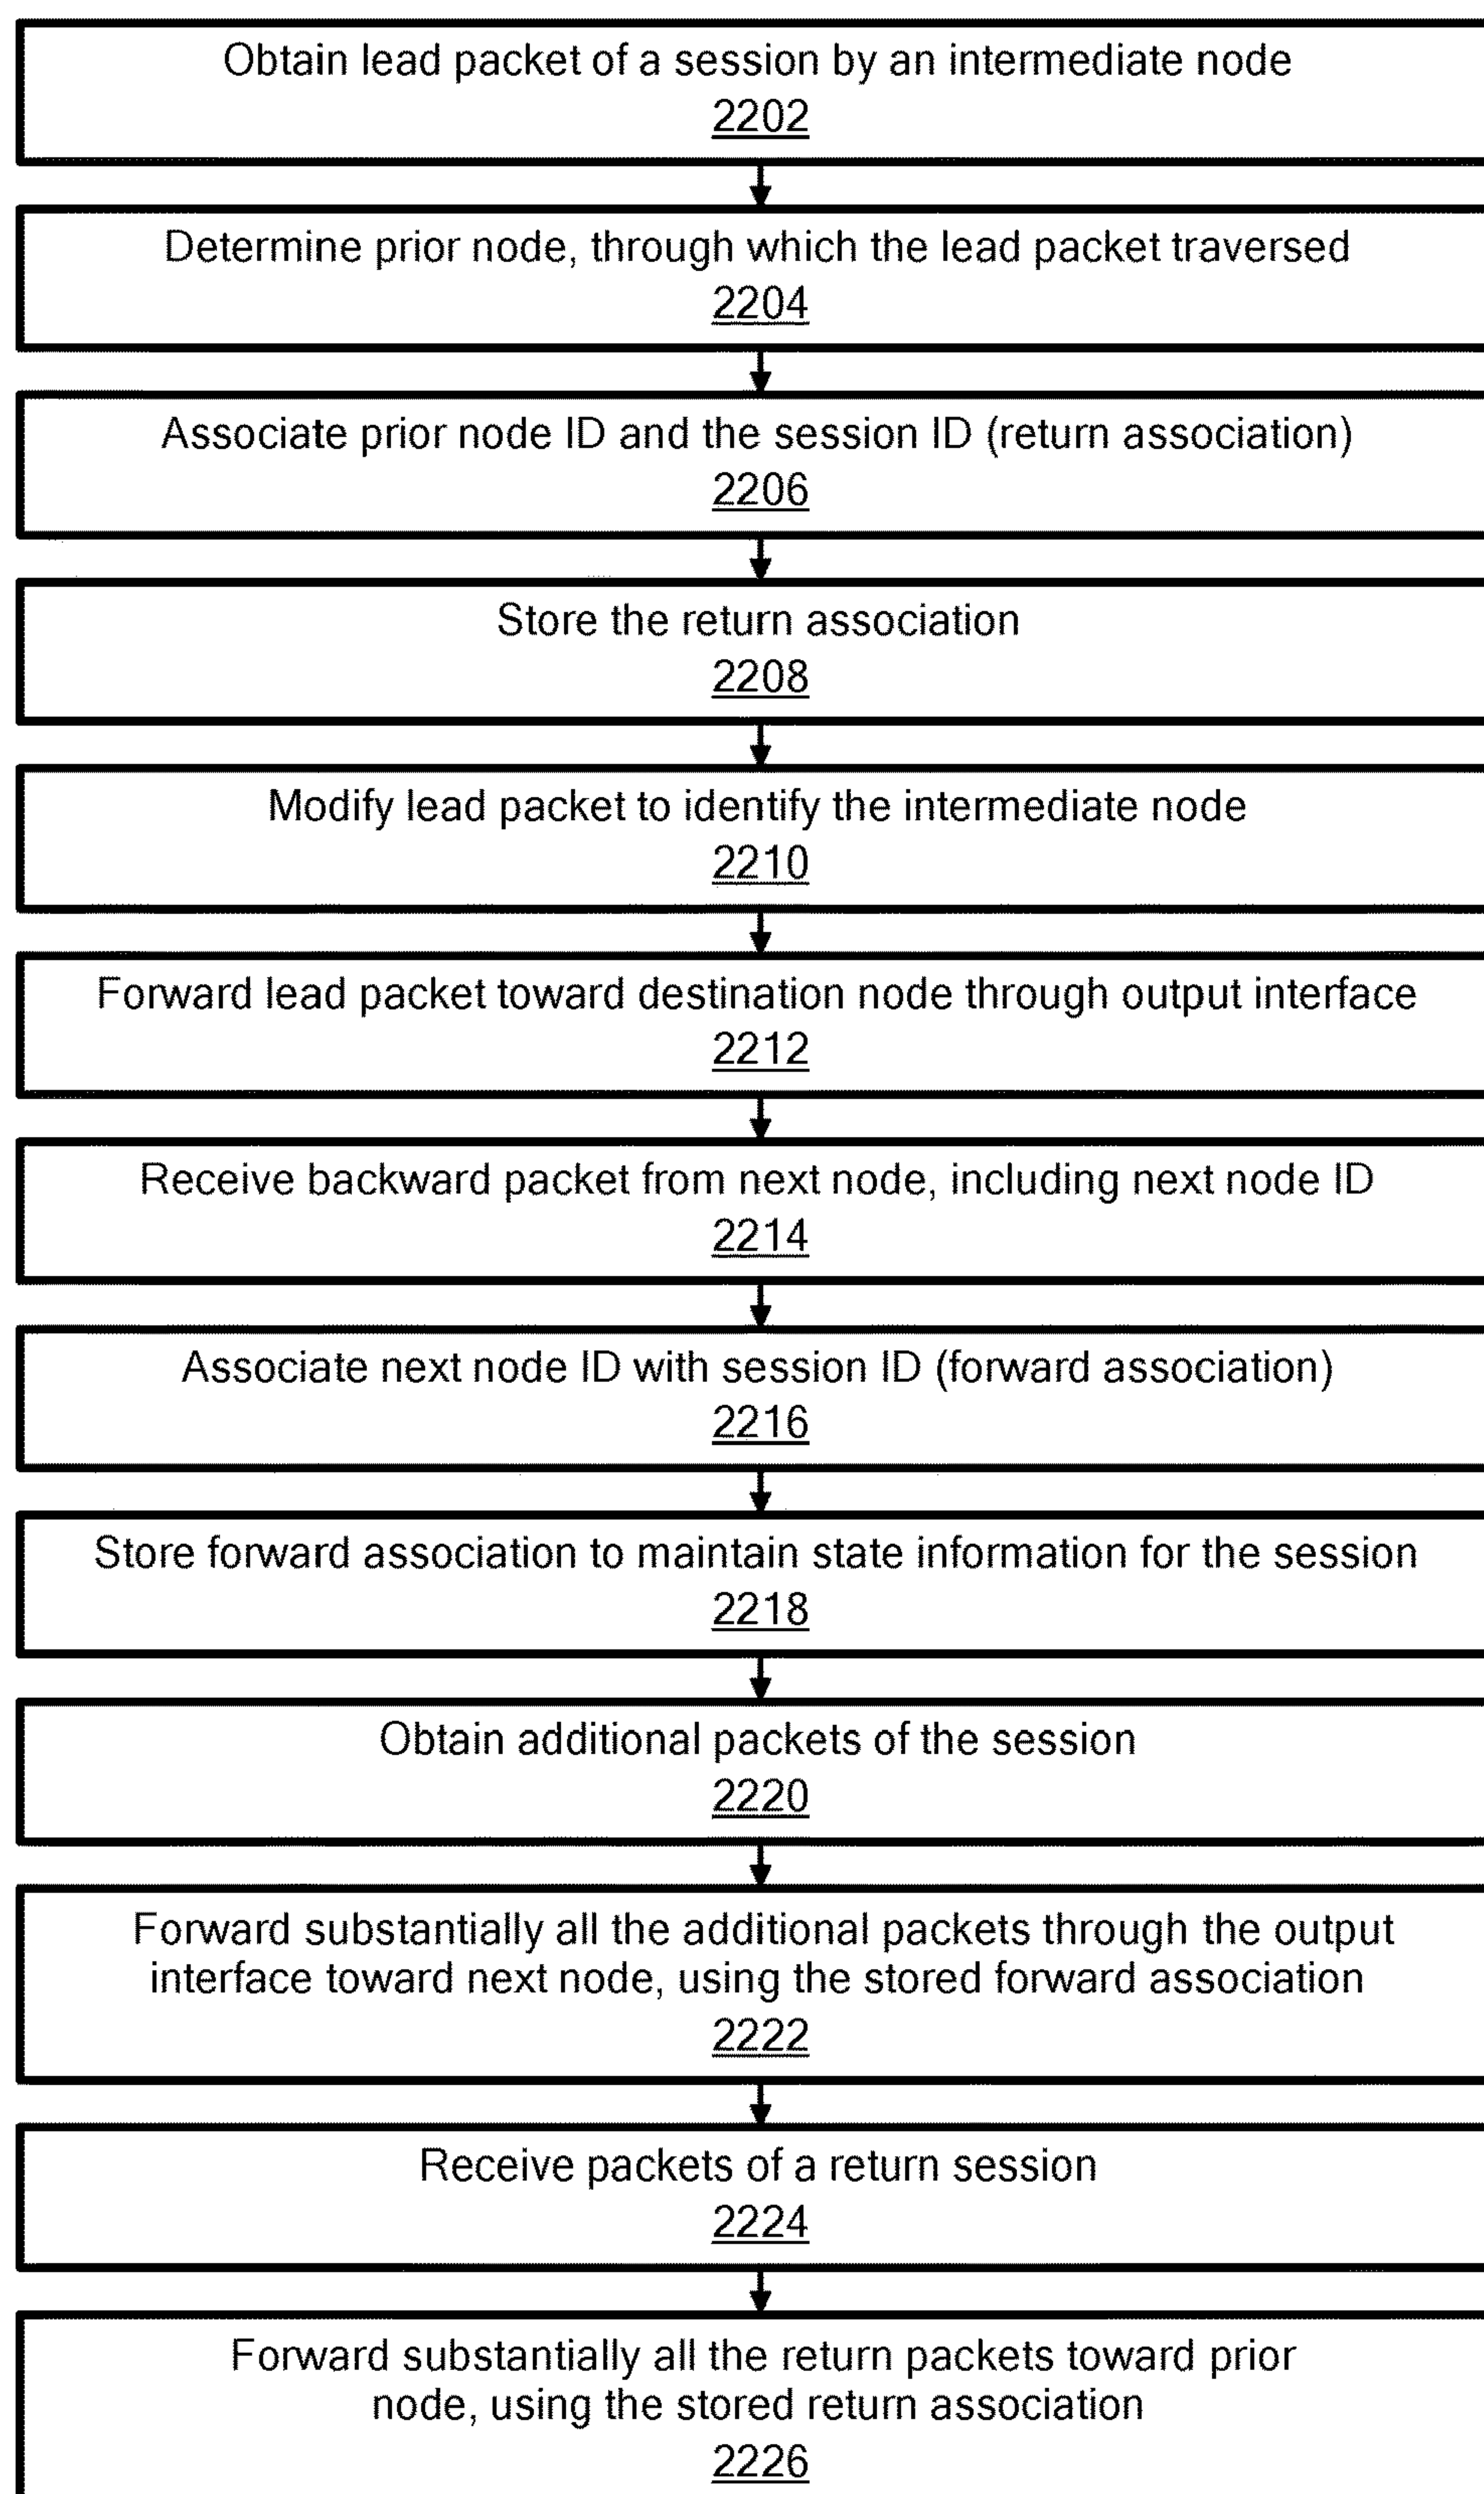 Obtain lead packet of a session by an intermediate node
2202
Determine prior node, through which the lead packet traversed
2204
Associate prior node ID and the session ID (return association)
2206
Store the return association
2208
Modify lead packet to identify the intermediate node
2210
Forward lead packet toward destination node through output interface
2212
Receive backward packet from next node, including next node ID
2214
Associate next node ID with session ID (forward association)
2216
Store forward association to maintain state information for the session
2218
Obtain additional packets of the session
2220
Forward substantially all the additional packets through the output
interface toward next node, using the stored forward association
2222
Receive packets of a return session
2224
Forward substantially all the return packets toward prior
node, using the stored return association
2226